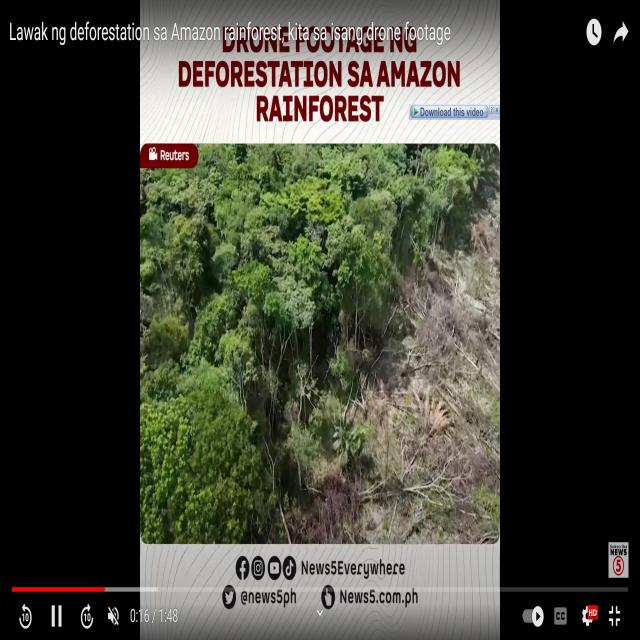 Lawak ng deforestation sa Amazon rainforest, kita sa isang drone footage
DRONE FOOTAGE NG
DEFORESTATION SA AMAZON
RAINFOREST
Download this video
Reuters
News5Everywhere
@news5ph
News5.com.ph
NEWS
5
10
10
0:16 / 1:48
CC
HD